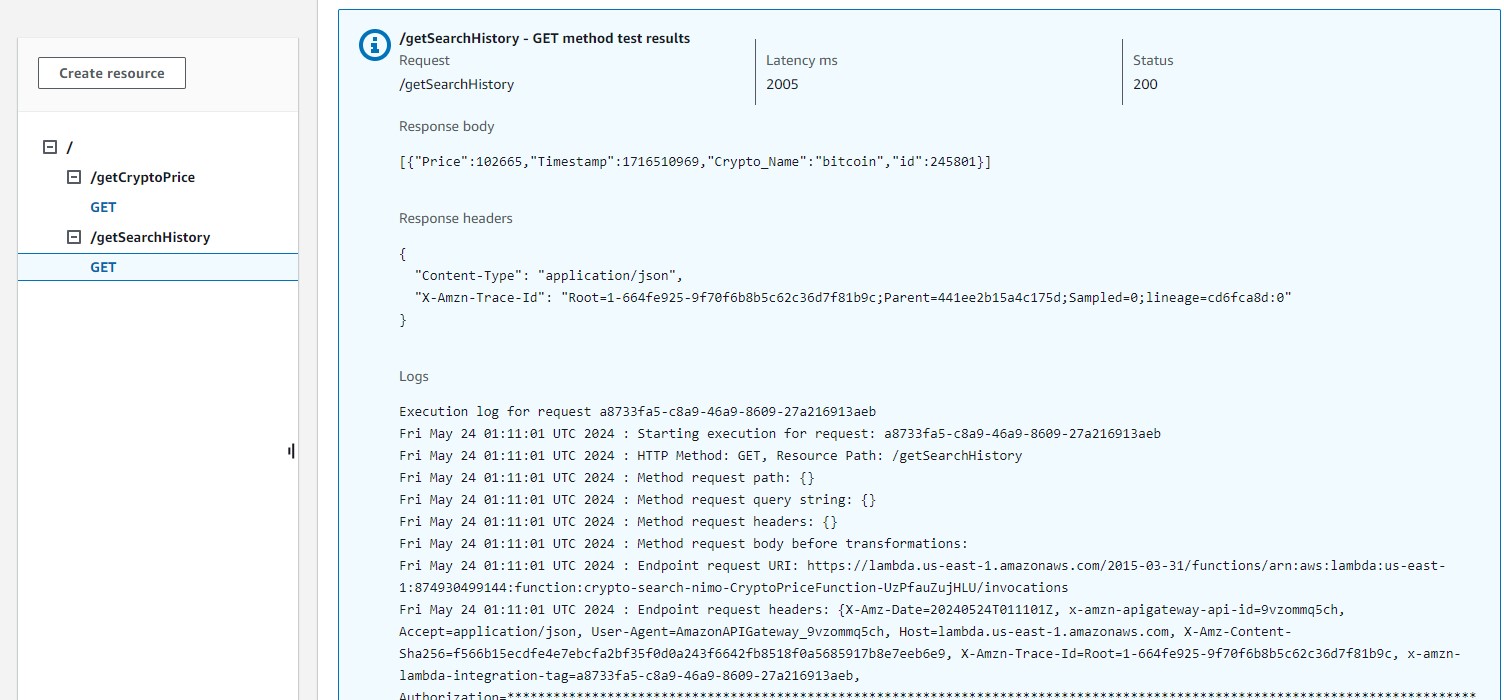 Create resource
/
/getCryptoPrice
GET
/getSearchHistory
GET
/getSearchHistory - GET method test results
Request
/getSearchHistory
Latency ms
2005
Status
200
Response body
[{"Price":102665,"Timestamp":1716510969,"Crypto_Name":"bitcoin","id":245801}]
Response headers
{
"Content-Type": "application/json",
"X-Amzn-Trace-Id": "Root=1-664fe925-9f70f6b8b5c62c36d7f81b9c;Parent=441ee2b15a4c175d;Sampled=0;lineage=cd6fca8d:0"
}
Logs
Execution log for request a8733fa5-c8a9-46a9-8609-27a216913aeb
Fri May 24 01:11:01 UTC 2024 : Starting execution for request: a8733fa5-c8a9-46a9-8609-27a216913aeb
Fri May 24 01:11:01 UTC 2024 : HTTP Method: GET, Resource Path: /getSearchHistory
Fri May 24 01:11:01 UTC 2024 : Method request path: {}
Fri May 24 01:11:01 UTC 2024 : Method request query string: {}
Fri May 24 01:11:01 UTC 2024 : Method request headers: {}
Fri May 24 01:11:01 UTC 2024 : Method request body before transformations:
Fri May 24 01:11:01 UTC 2024 : Endpoint request URI: https://lambda.us-east-1.amazonaws.com/2015-03-31/functions/arn:aws:lambda:us-east-
1:874930499144:function:crypto-search-nimo-CryptoPriceFunction-UzPfauZujHLU/invocations
Fri May 24 01:11:01 UTC 2024 : Endpoint request headers: {X-Amz-Date=20240524T011101Z, x-amzn-apigateway-api-id=9vzommq5ch,
Accept=application/json, User-Agent=AmazonAPIGateway_9vzommq5ch, Host=lambda.us-east-1.amazonaws.com, X-Amz-Content-
Sha256=f566b15ecdfe4e7ebcfa2bf35f0d0a243f6642fb8518f0a5685917b8e7eeb6e9, X-Amzn-Trace-Id=Root=1-664fe925-9f70f6b8b5c62c36d7f81b9c, x-amzn-
lambda-integration-tag=a8733fa5-c8a9-46a9-8609-27a216913aeb,
Authorization=******************************************************************************************************************************